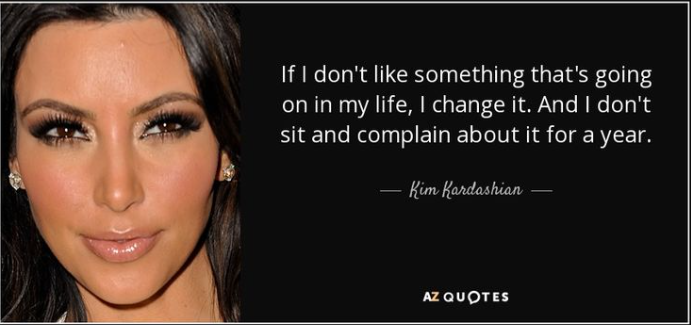 If I don't like something that's going
on in my life, I change it. And I don't
sit and complain about it for a year.
Kim Kardashian
AZ QUOTES